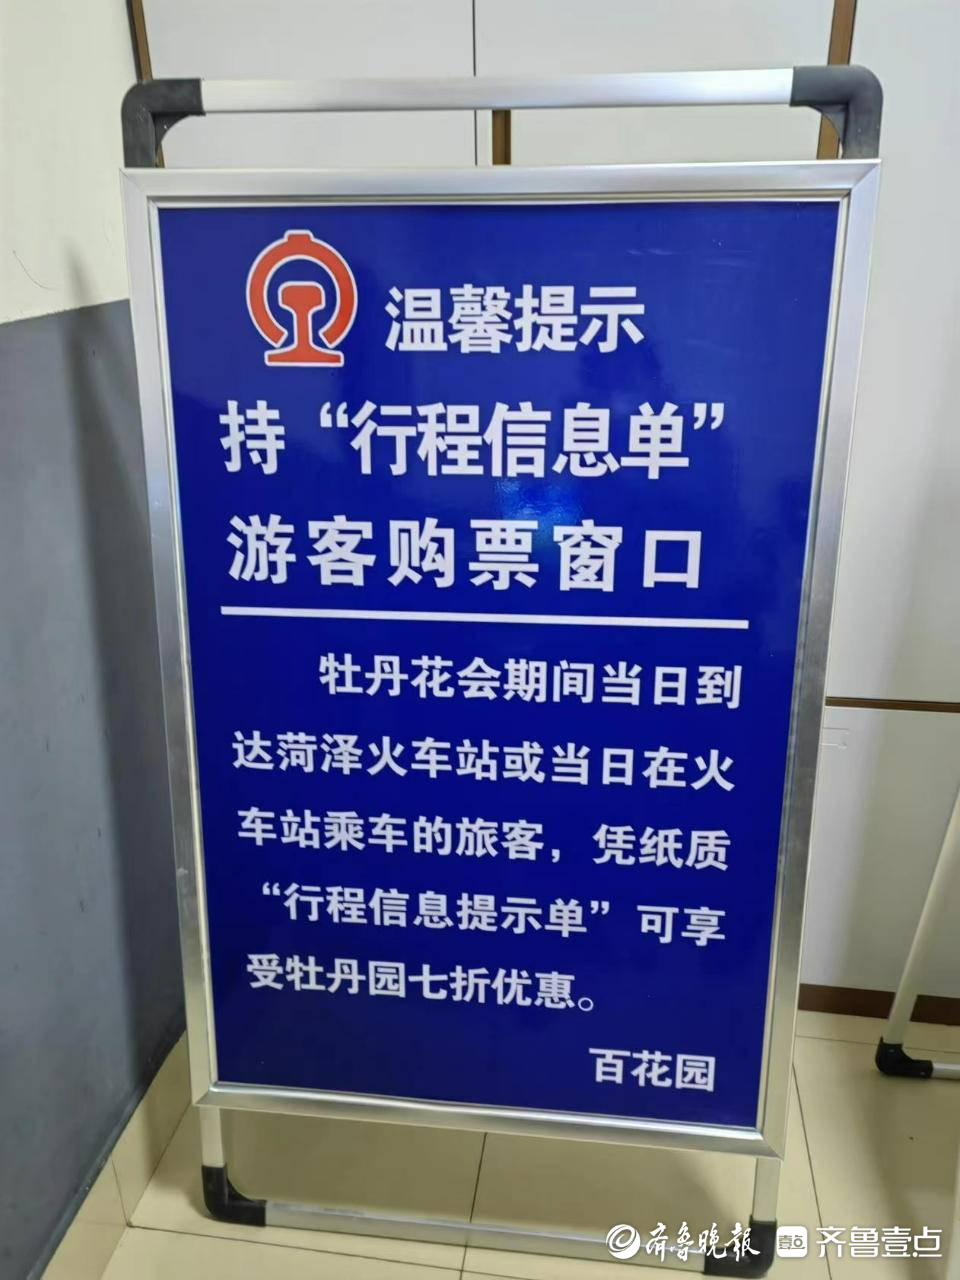 温馨提示
持“行程信息单”
游客购票窗口
牡丹花会期间当日到
达菏泽火车站或当日在火
车站乘车的旅客，凭纸质
“行程信息提示单”可享
受牡丹园七折优惠。
百花园
齐鲁晚报 壹点 齐鲁壹点